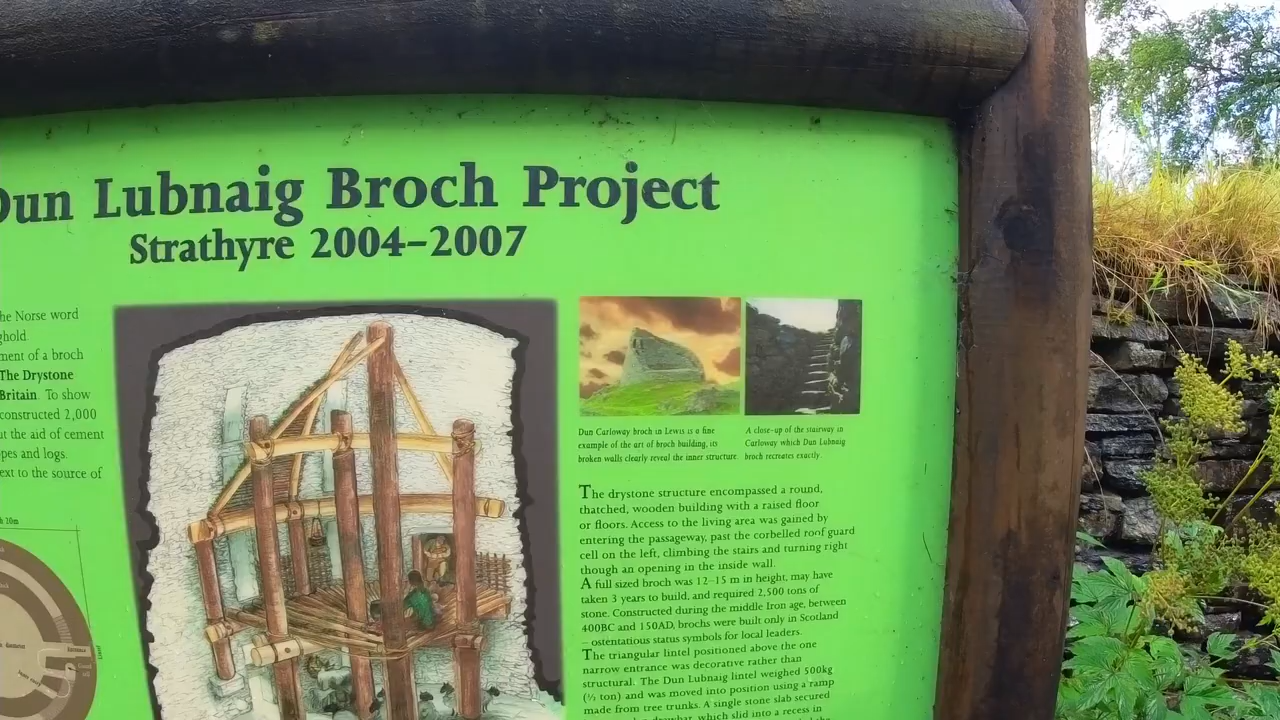 Dun Lubnaig Broch Project
Strathyre 2004–2007
he Norse word
ghold
ment of a broch
The Drystone
Britain. To show
constructed 2,000
ut the aid of cement
opes and logs.
ext to the source of
Dun Carloway broch in Lewis is a fine
example of the art of broch building, its
broken walls clearly reveal the inner structure.
A close-up of the stairway in
Carloway which Dun Lubnaig
broch recreates exactly.
The drystone structure encompassed a round,
thatched, wooden building with a raised floor
or floors. Access to the living area was gained by
entering the passageway, past the corbelled roof guard
cell on the left, climbing the stairs and turning right
though an opening in the inside wall.
A full sized broch was 12–15 m in height, may have
taken 3 years to build, and required 2,500 tons of
stone. Constructed during the middle Iron age, between
400BC and 150AD, brochs were built only in Scotland
– ostentatious status symbols for local leaders.
The triangular lintel positioned above the one
narrow entrance was decorative rather than
structural. The Dun Lubnaig lintel weighed 500kg
(½ ton) and was moved into position using a ramp
made from tree trunks. A single stone slab secured
drawbar, which slid into a recess in